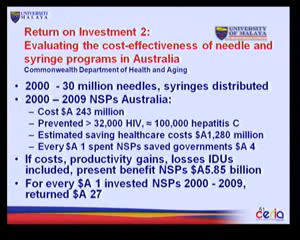 UNIVERSITY
OF MALAYA
UNIVERSITY
OF MALAYA
Return on Investment 2:
Evaluating the cost-effectiveness of needle and
syringe programs in Australia
Commonwealth Department of Health and Aging
• 2000 - 30 million needles, syringes distributed
• 2000 – 2009 NSPs Australia:
– Cost $A 243 million
– Prevented > 32,000 HIV, ≈ 100,000 hepatitis C
– Estimated saving healthcare costs $A1,280 million
– Every $A 1 spent NSPs saved governments $A 4
• If costs, productivity gains, losses IDUs
included, present benefit NSPs $A5.85 billion
• For every $A 1 invested NSPs 2000 - 2009,
returned $A 27
ceria